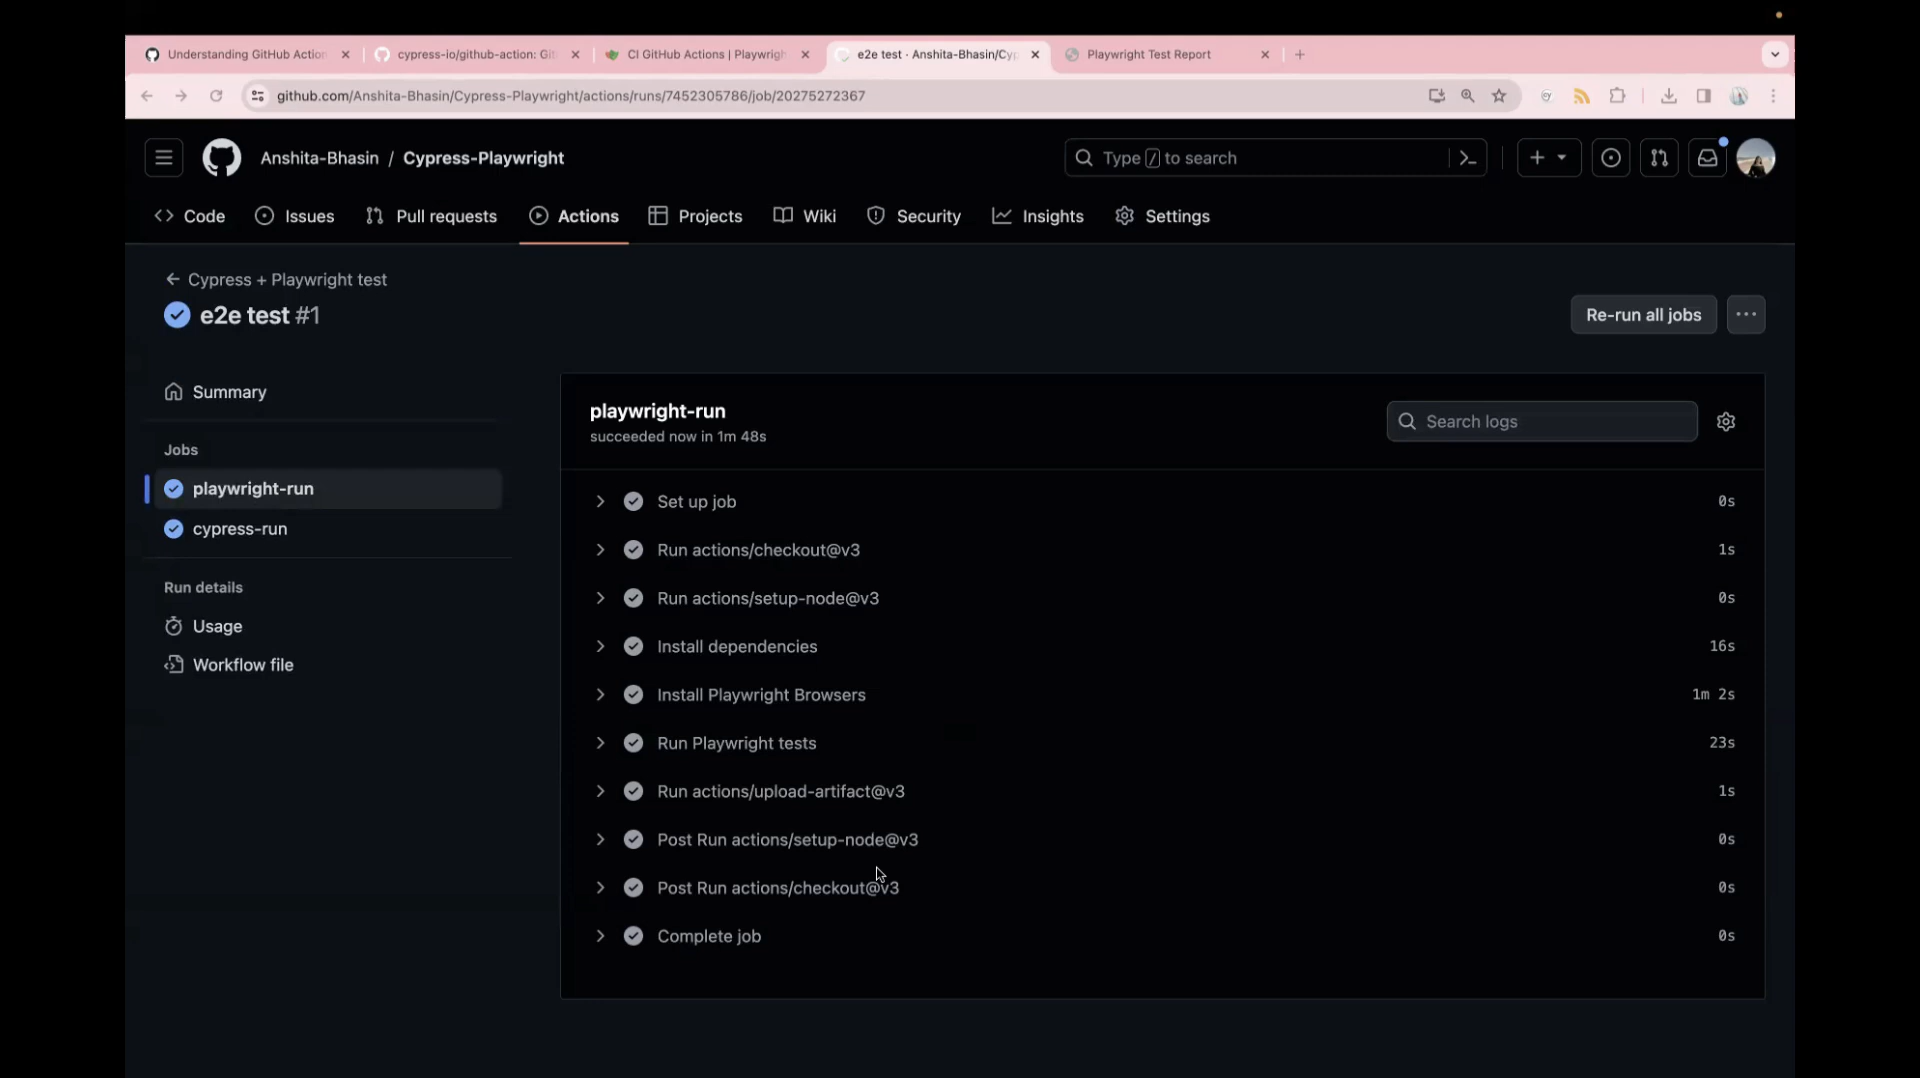 Understanding GitHub Action
cypress-io/github-action: Git
CI GitHub Actions | Playwrigh
e2e test · Anshita-Bhasin/Cyp
Playwright Test Report
github.com/Anshita-Bhasin/Cypress-Playwright/actions/runs/7452305786/job/20275272367
Anshita-Bhasin / Cypress-Playwright
Type / to search
Code
Issues
Pull requests
Actions
Projects
Wiki
Security
Insights
Settings
Cypress + Playwright test
e2e test #1
Re-run all jobs
Summary
Jobs
playwright-run
cypress-run
Run details
Usage
Workflow file
playwright-run
succeeded now in 1m 48s
Search logs
Set up job 0s
Run actions/checkout@v3 1s
Run actions/setup-node@v3 0s
Install dependencies 16s
Install Playwright Browsers 1m 2s
Run Playwright tests 23s
Run actions/upload-artifact@v3 1s
Post Run actions/setup-node@v3 0s
Post Run actions/checkout@v3 0s
Complete job 0s